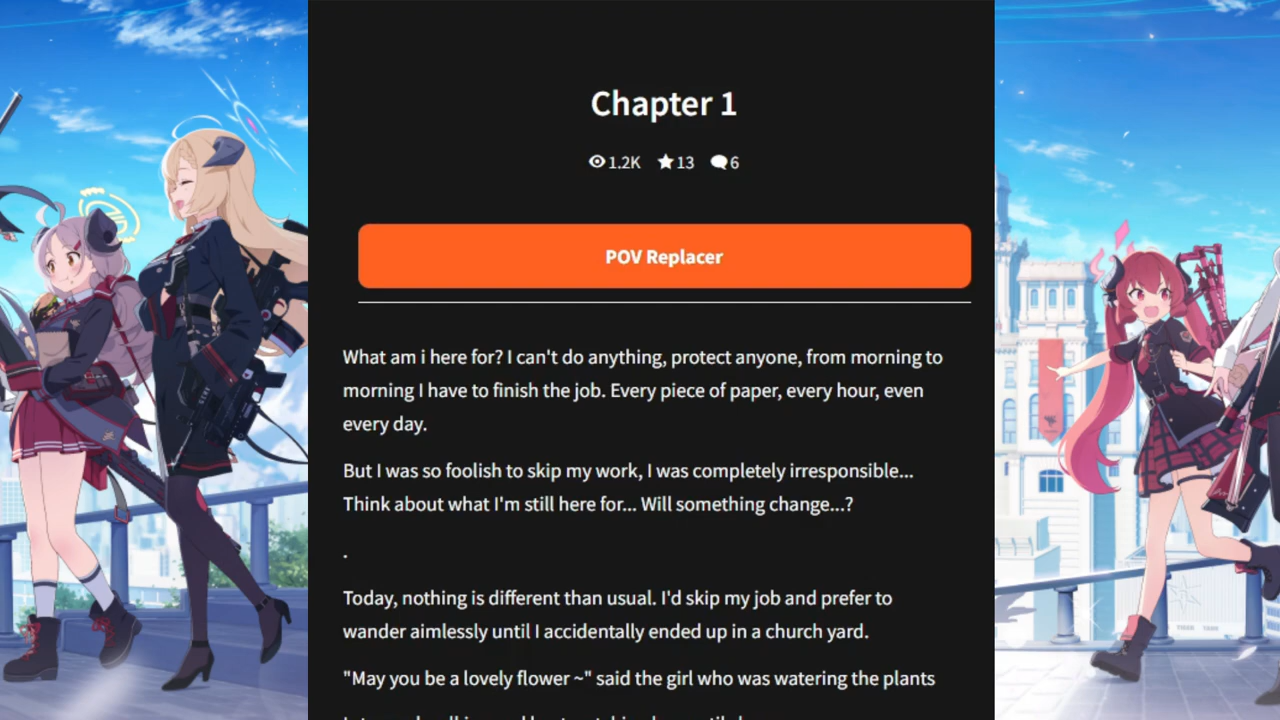 Chapter 1
1.2K 13 6
POV Replacer
What am i here for? I can't do anything, protect anyone, from morning to
morning I have to finish the job. Every piece of paper, every hour, even
every day.
But I was so foolish to skip my work, I was completely irresponsible...
Think about what I'm still here for... Will something change...?
.
Today, nothing is different than usual. I'd skip my job and prefer to
wander aimlessly until I accidentally ended up in a church yard.
"May you be a lovely flower ~" said the girl who was watering the plants